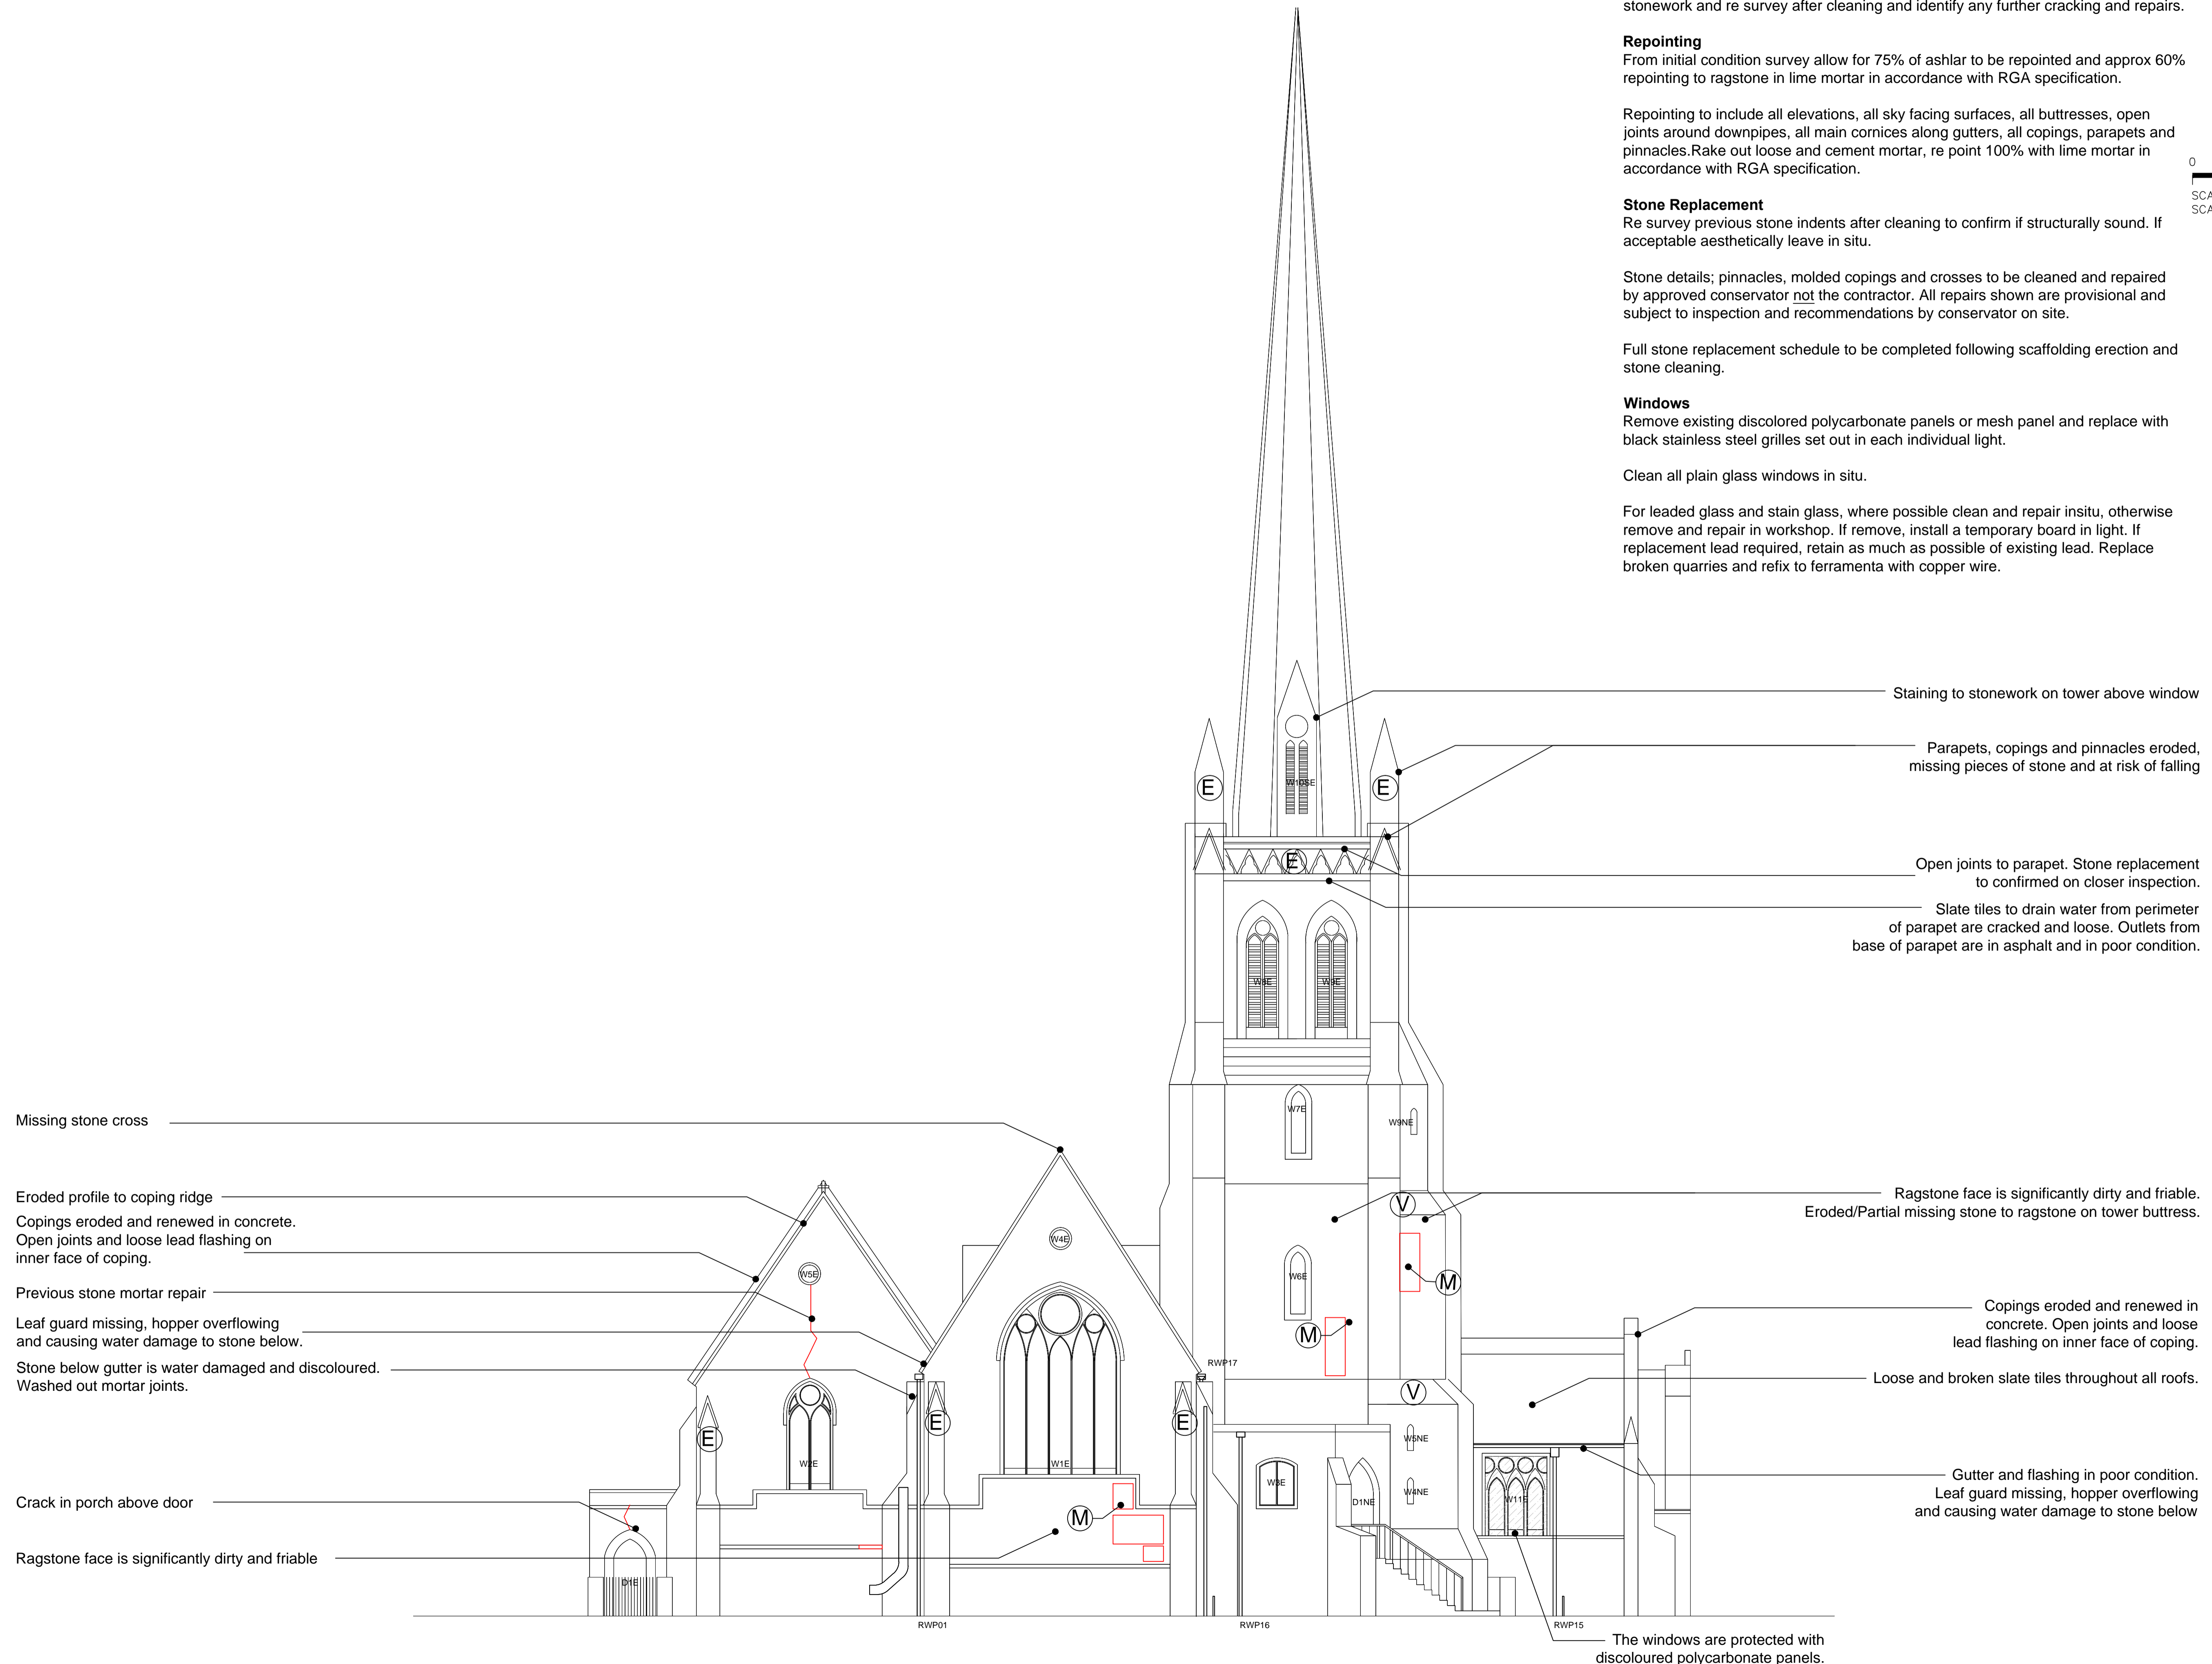 stonework and re survey after cleaning and identify any further cracking and repairs.
Repointing
From initial condition survey allow for 75% of ashlar to be repointed and approx 60%
repointing to ragstone in lime mortar in accordance with RGA specification.
Repointing to include all elevations, all sky facing surfaces, all buttresses, open
joints around downpipes, all main cornices along gutters, all copings, parapets and
pinnacles.Rake out loose and cement mortar, re point 100% with lime mortar in
accordance with RGA specification.
0
SCA
SCA
Stone Replacement
Re survey previous stone indents after cleaning to confirm if structurally sound. If
acceptable aesthetically leave in situ.
Stone details; pinnacles, molded copings and crosses to be cleaned and repaired
by approved conservator not the contractor. All repairs shown are provisional and
subject to inspection and recommendations by conservator on site.
Full stone replacement schedule to be completed following scaffolding erection and
stone cleaning.
Windows
Remove existing discolored polycarbonate panels or mesh panel and replace with
black stainless steel grilles set out in each individual light.
Clean all plain glass windows in situ.
For leaded glass and stain glass, where possible clean and repair insitu, otherwise
remove and repair in workshop. If remove, install a temporary board in light. If
replacement lead required, retain as much as possible of existing lead. Replace
broken quarries and refix to ferramenta with copper wire.
Staining to stonework on tower above window
Parapets, copings and pinnacles eroded,
missing pieces of stone and at risk of falling
E
W10SE
E
E
Open joints to parapet. Stone replacement
to confirmed on closer inspection.
Slate tiles to drain water from perimeter
of parapet are cracked and loose. Outlets from
base of parapet are in asphalt and in poor condition.
W8E
W9E
W7E
W9NE
Missing stone cross
Eroded profile to coping ridge
Copings eroded and renewed in concrete.
Open joints and loose lead flashing on
inner face of coping.
Previous stone mortar repair
Leaf guard missing, hopper overflowing
and causing water damage to stone below.
Stone below gutter is water damaged and discoloured.
Washed out mortar joints.
Crack in porch above door
Ragstone face is significantly dirty and friable
Ragstone face is significantly dirty and friable.
Eroded/Partial missing stone to ragstone on tower buttress.
V
W4E
W5E
W6E
M
M
RWP17
V
Copings eroded and renewed in
concrete. Open joints and loose
lead flashing on inner face of coping.
Loose and broken slate tiles throughout all roofs.
E
E
E
W5NE
W2E
W1E
W3E
W4NE
D1NE
W11E
M
Gutter and flashing in poor condition.
Leaf guard missing, hopper overflowing
and causing water damage to stone below
D1E
RWP01
RWP16
RWP15
The windows are protected with
discoloured polycarbonate panels.